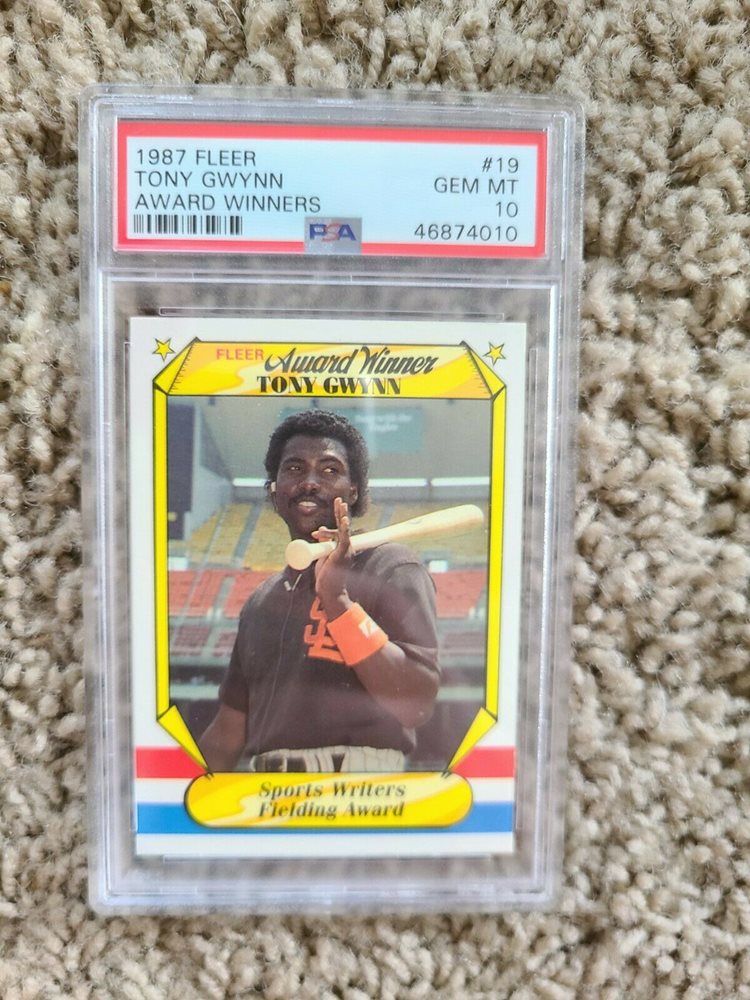 1987 FLEER #19
TONY GWYNN GEM MT
AWARD WINNERS 10
PSA 46874010
FLEER Award Winner
TONY GWYNN
SD
Sports Writers
Fielding Award